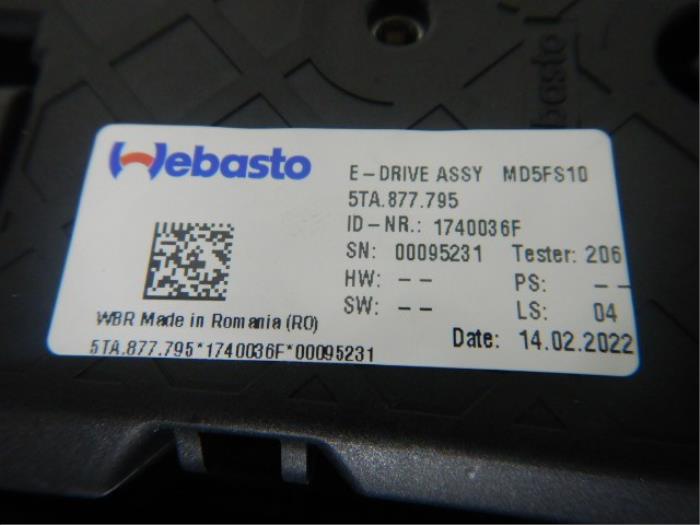 Webasto
E-DRIVE ASSY MD5FS10
5TA.877.795
ID-NR.: 1740036F
SN: 00095231 Tester: 206
HW: -- PS: --
SW: -- LS: 04
Date: 14.02.2022
WBR Made in Romania (RO)
5TA.877.795*1740036F*00095231
ebasto